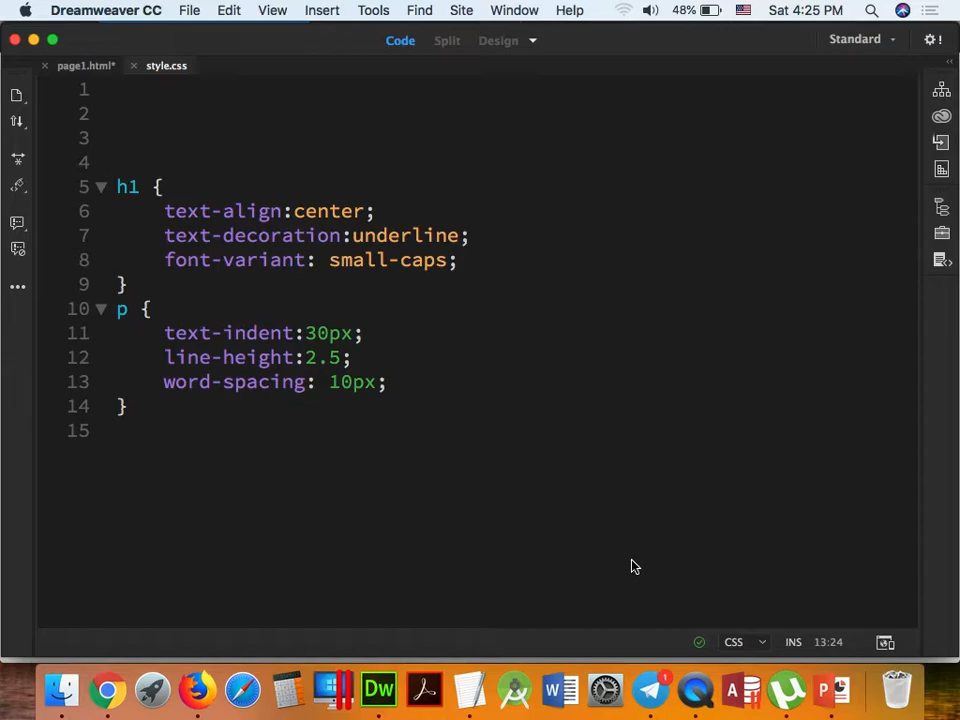 Dreamweaver CC File Edit View Insert Format Tools Find Site Window Help 48% Sat 4:25 PM
Code Split Design Standard
page1.html* style.css
1
2
3
4
5 h1 {
6 text-align:center;
7 text-decoration:underline;
8 font-variant: small-caps;
9 }
10 p {
11 text-indent:30px;
12 line-height:2.5;
13 word-spacing: 10px;
14 }
15
CSS INS 13:24
Dw W 1 A P